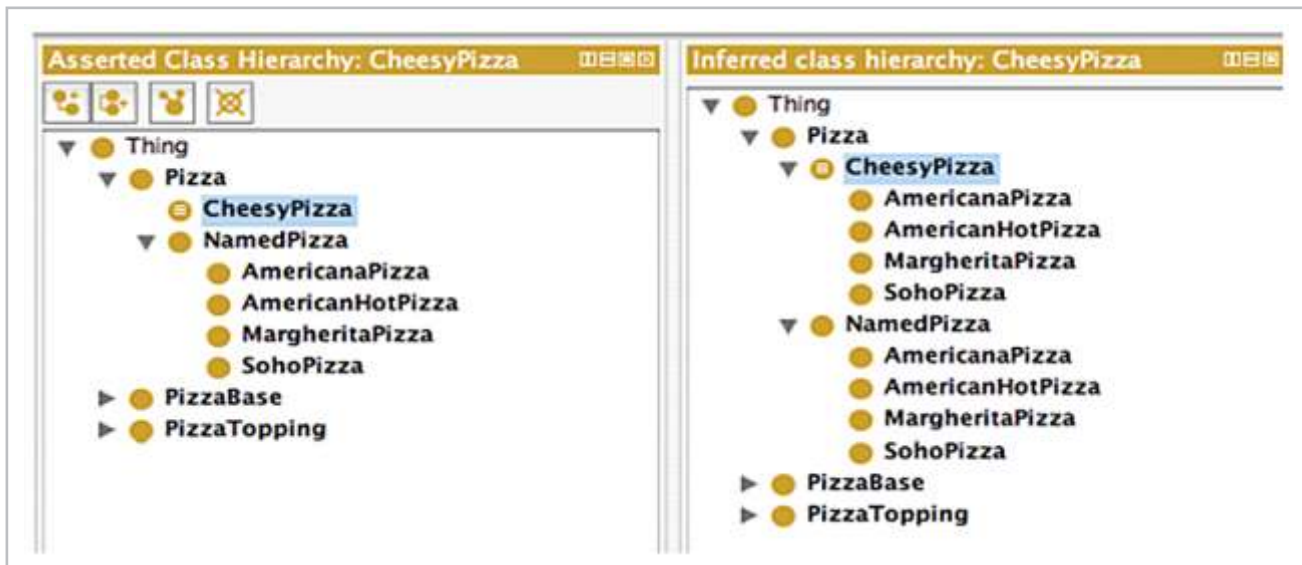 Asserted Class Hierarchy: CheesyPizza
Thing
Pizza
CheesyPizza
NamedPizza
AmericanaPizza
AmericanHotPizza
MargheritaPizza
SohoPizza
PizzaBase
PizzaTopping
Inferred class hierarchy: CheesyPizza
Thing
Pizza
CheesyPizza
AmericanaPizza
AmericanHotPizza
MargheritaPizza
SohoPizza
NamedPizza
AmericanaPizza
AmericanHotPizza
MargheritaPizza
SohoPizza
PizzaBase
PizzaTopping